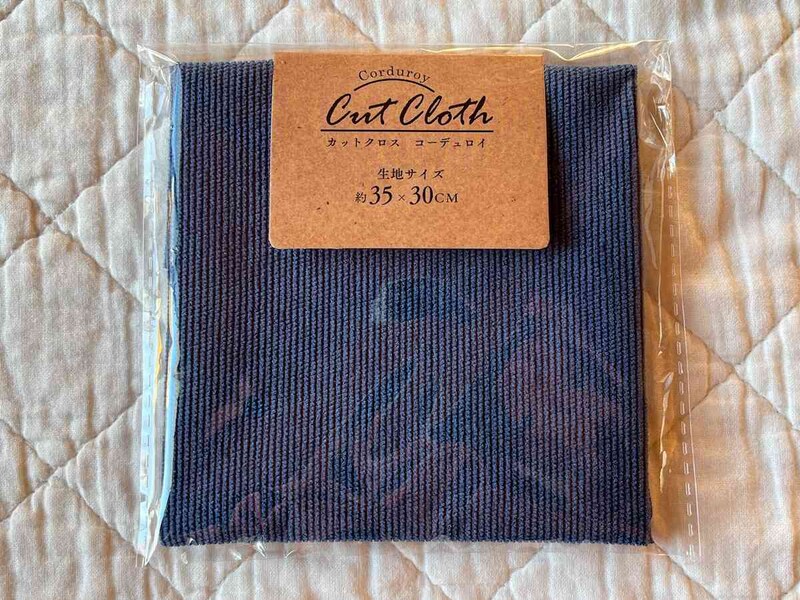 Corduroy
Cut Cloth
カットクロス コーデュロイ
生地サイズ
約35×30CM